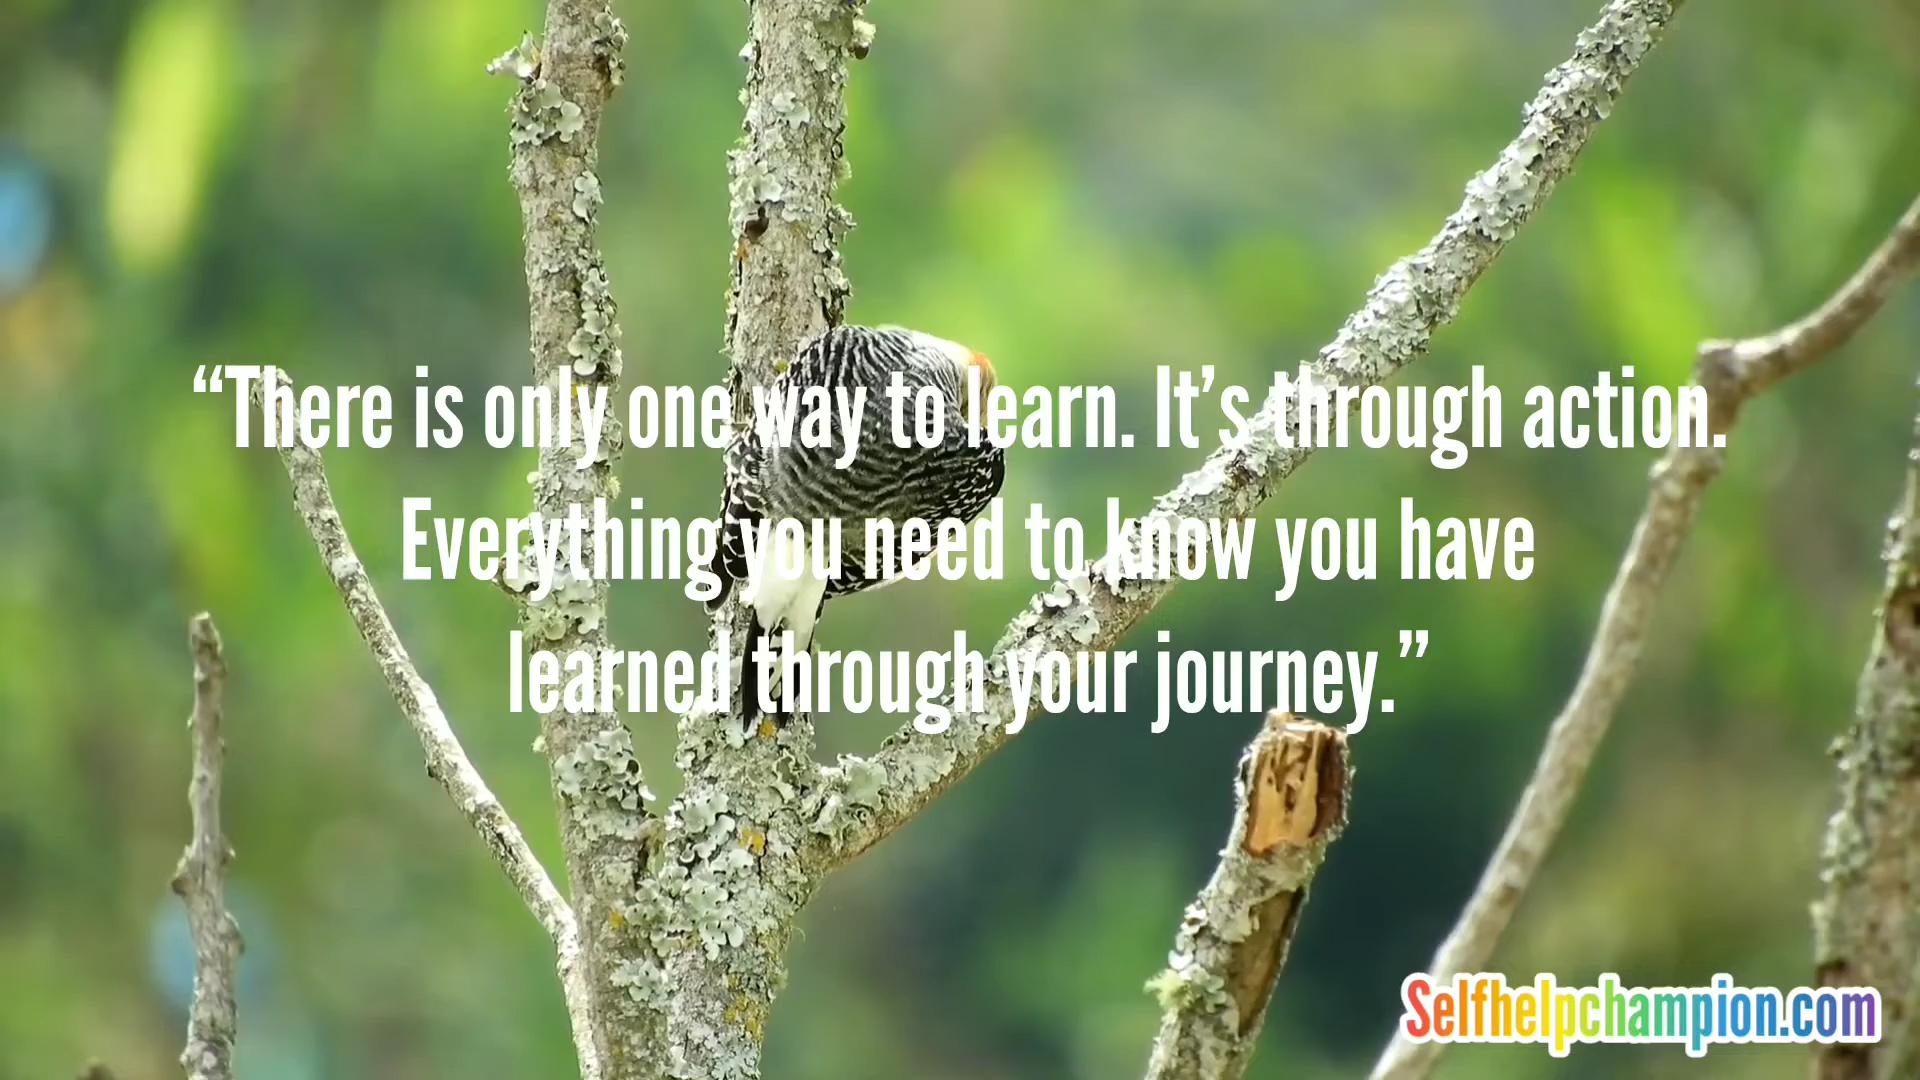 “There is only one way to learn. It’s through action.
Everything you need to know you have
learned through your journey.”
Selfhelpchampion.com